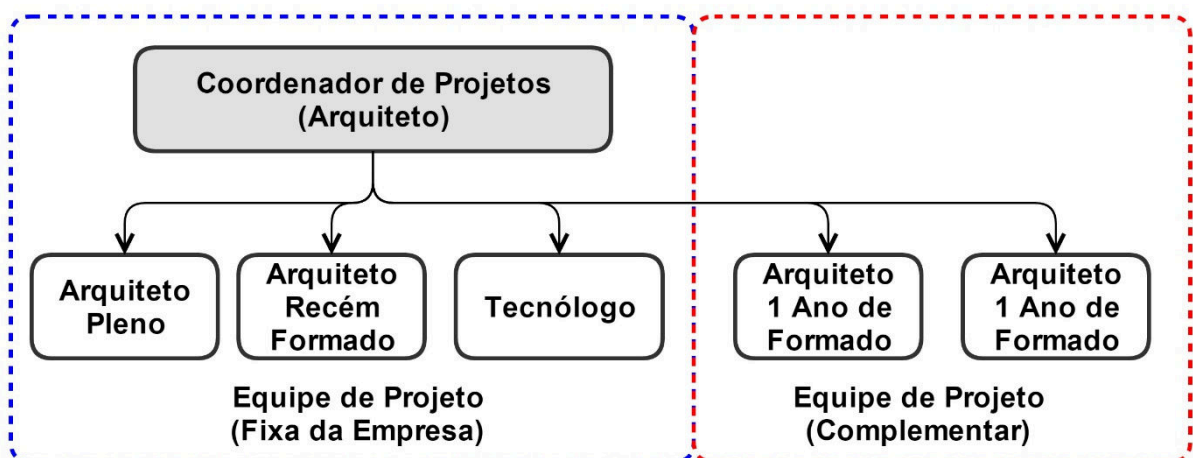 Coordenador de Projetos
(Arquiteto)
Arquiteto
Pleno
Arquiteto
Recém
Formado
Tecnólogo
Arquiteto
1 Ano de
Formado
Arquiteto
1 Ano de
Formado
Equipe de Projeto
(Fixa da Empresa)
Equipe de Projeto
(Complementar)